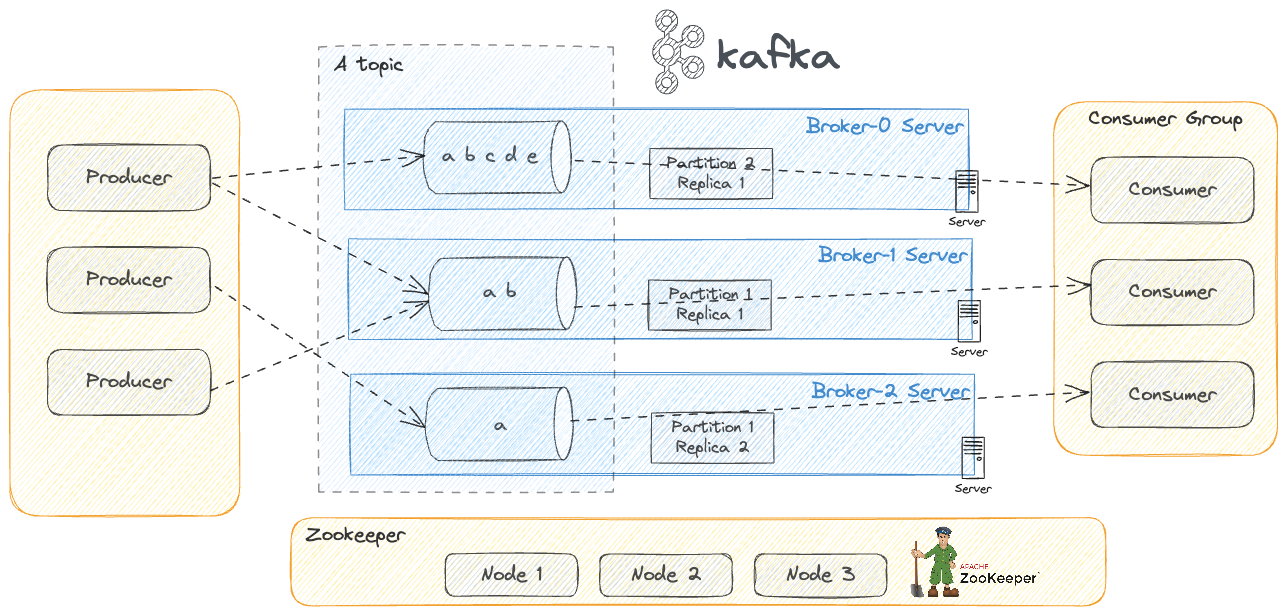 kafka
A topic
Producer
Producer
Producer
a b c d e
Partition 2
Replica 1
Broker-0 Server
Server
a b
Partition 1
Replica 1
Broker-1 Server
Server
a
Partition 1
Replica 2
Broker-2 Server
Server
Consumer Group
Consumer
Consumer
Consumer
Zookeeper
Node 1
Node 2
Node 3
APACHE
ZooKeeper